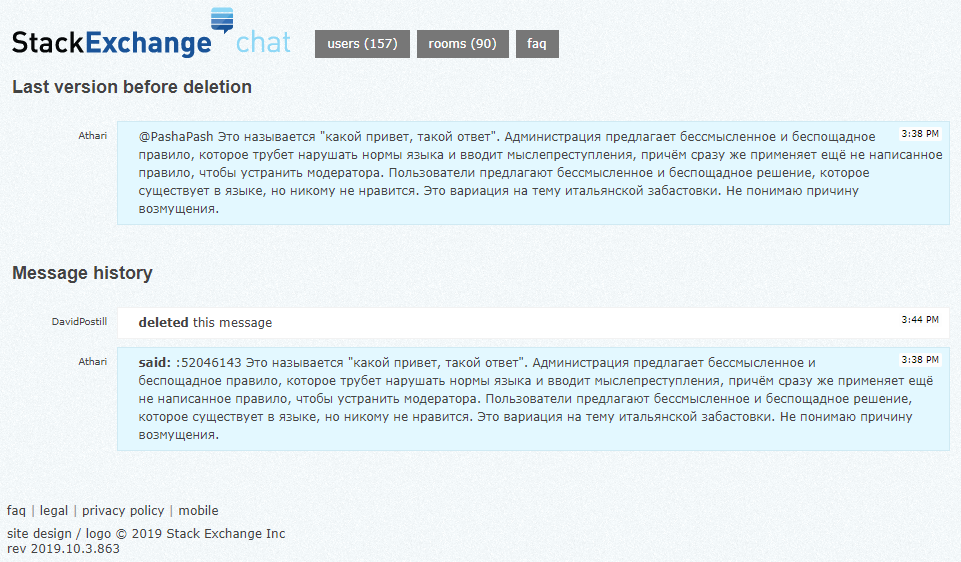 StackExchange chat users (157) rooms (90) faq
Last version before deletion
Athari @PashaPash Это называется "какой привет, такой ответ". Администрация предлагает бессмысленное и беспощадное 3:38 PM
правило, которое трубет нарушать нормы языка и вводит мыслепреступления, причём сразу же применяет ещё не написанное
правило, чтобы устранить модератора. Пользователи предлагают бессмысленное и беспощадное решение, которое
существует в языке, но никому не нравится. Это вариация на тему итальянской забастовки. Не понимаю причину
возмущения.
Message history
DavidPostill deleted this message 3:44 PM
Athari said: :52046143 Это называется "какой привет, такой ответ". Администрация предлагает бессмысленное и 3:38 PM
беспощадное правило, которое трубет нарушать нормы языка и вводит мыслепреступления, причём сразу же применяет ещё
не написанное правило, чтобы устранить модератора. Пользователи предлагают бессмысленное и беспощадное решение,
которое существует в языке, но никому не нравится. Это вариация на тему итальянской забастовки. Не понимаю причину
возмущения.
faq | legal | privacy policy | mobile
site design / logo © 2019 Stack Exchange Inc
rev 2019.10.3.863